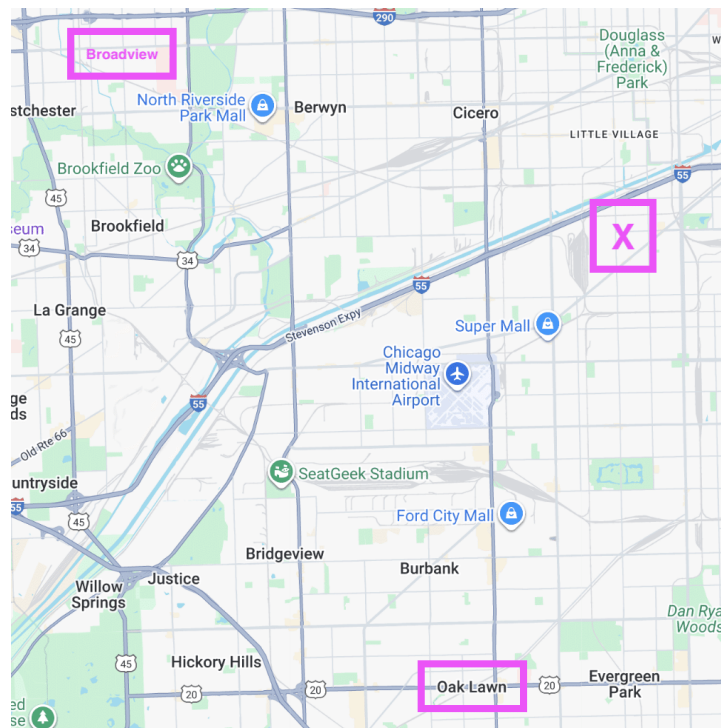 290
Broadview
Douglass
(Anna &
Frederick)
Park
W
stchester
North Riverside
Park Mall
Berwyn
Cicero
LITTLE VILLAGE
Brookfield Zoo
55
45
useum
Brookfield
X
34
34
55
La Grange
Stevenson Expy
Super Mall
45
Chicago
Midway
International
Airport
ge
ds
55
Old Rte 66
SeatGeek Stadium
ountryside
55
45
Ford City Mall
Bridgeview
Burbank
Willow
Springs
Justice
Dan Rya
Woods
45
Hickory Hills
Evergreen
Park
20
20
Oak Lawn
20
ed
se